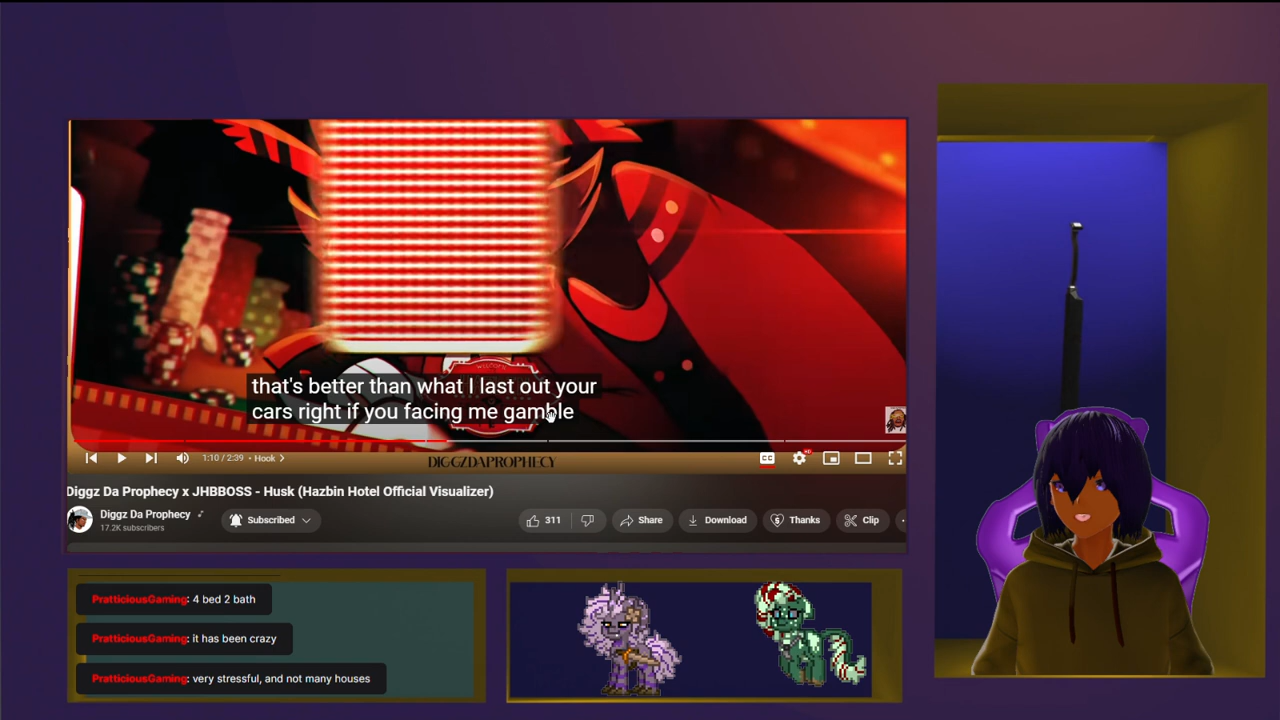 that's better than what I last out your
cars right if you facing me gamble
1:10 / 2:39 • Hook
DIGGZDAPROPHECY
CC
HD
Diggz Da Prophecy x JHBBOSS - Husk (Hazbin Hotel Official Visualizer)
Diggz Da Prophecy
17.2K subscribers
Subscribed
311
Share
Download
Thanks
Clip
PratticiousGaming: 4 bed 2 bath
PratticiousGaming: it has been crazy
PratticiousGaming: very stressful, and not many houses